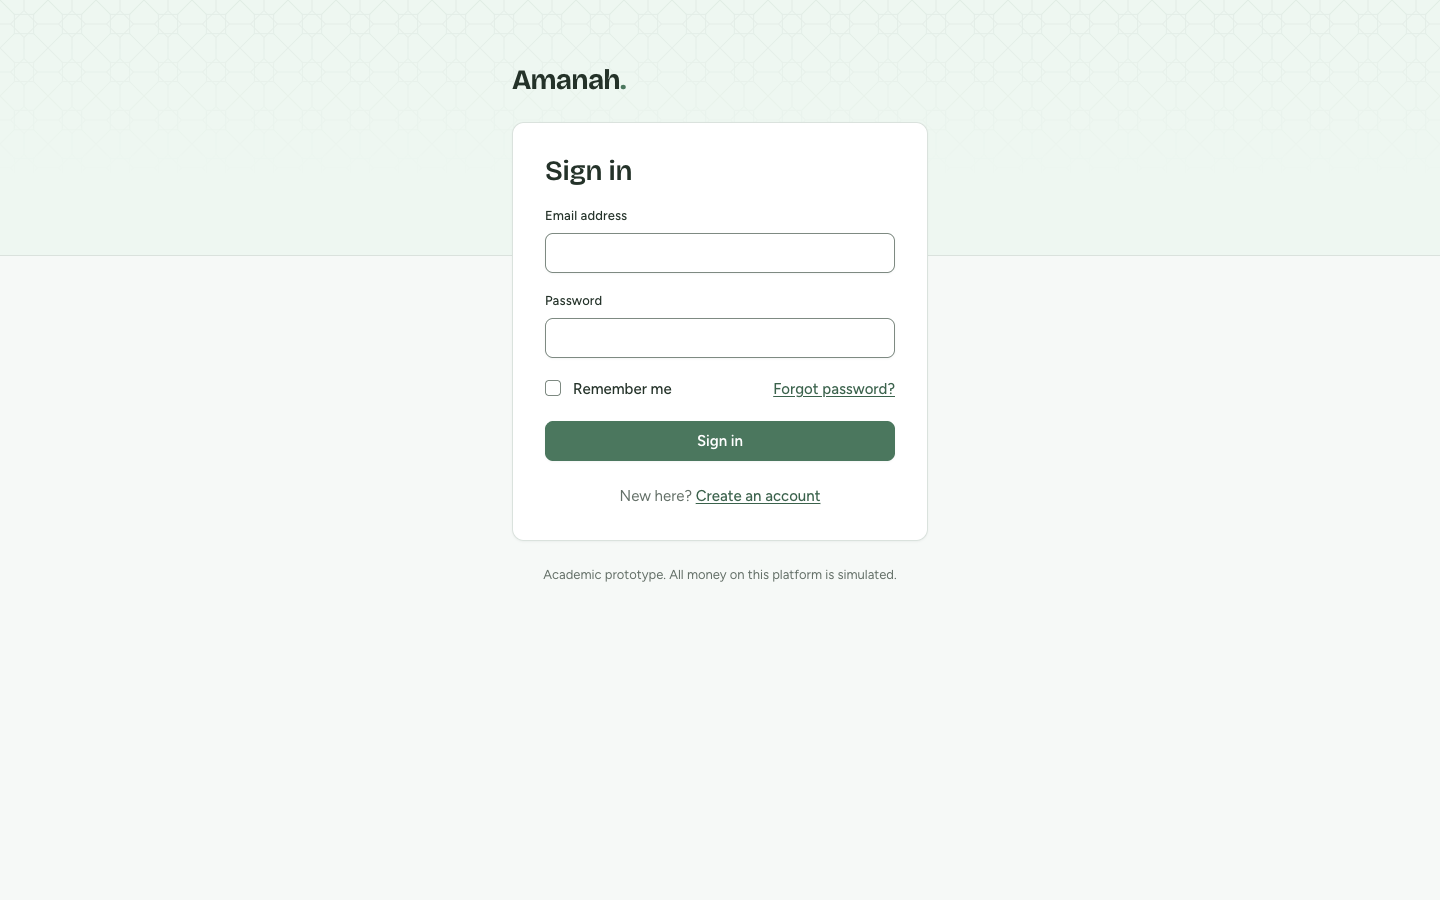 Amanah.
Sign in
Email address
Password
Remember me
Forgot password?
Sign in
New here? Create an account
Academic prototype. All money on this platform is simulated.